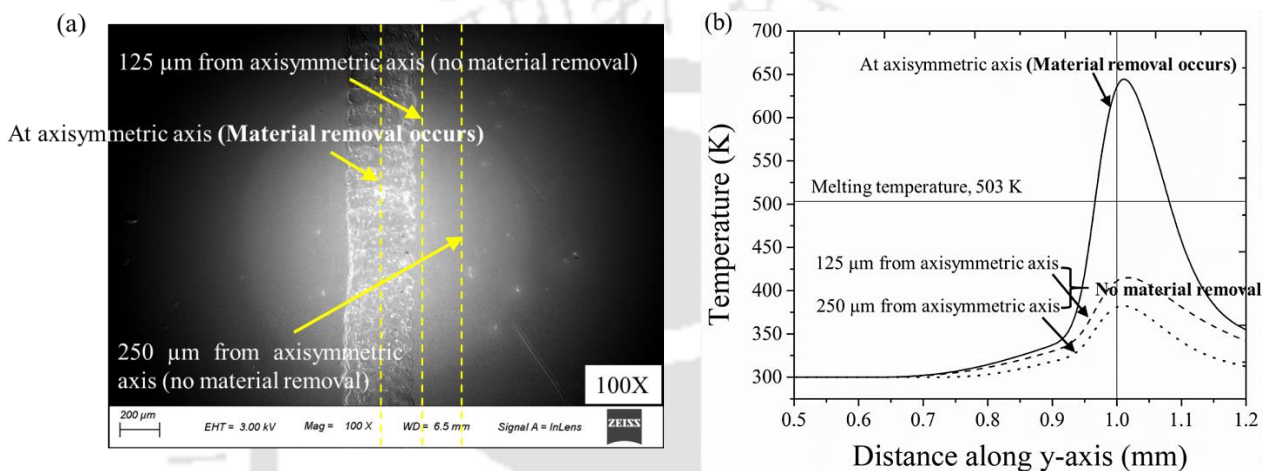 (a)
125 µm from axisymmetric axis (no material removal)
At axisymmetric axis (Material removal occurs)
250 µm from axisymmetric
axis (no material removal)
100X
200 µm
EHT = 3.00 kV Mag = 100 X WD= 6.5 mm Signal A = InLens
ZEISS
(b)
700
650
600
550
500
450
400
350
300
Temperature (K)
At axisymmetric axis (Material removal occurs)
Melting temperature, 503 K
125 µm from axisymmetric axis
No material removal
250 µm from axisymmetric axis
0.5 0.6 0.7 0.8 0.9 1.0 1.1 1.2
Distance along y-axis (mm)